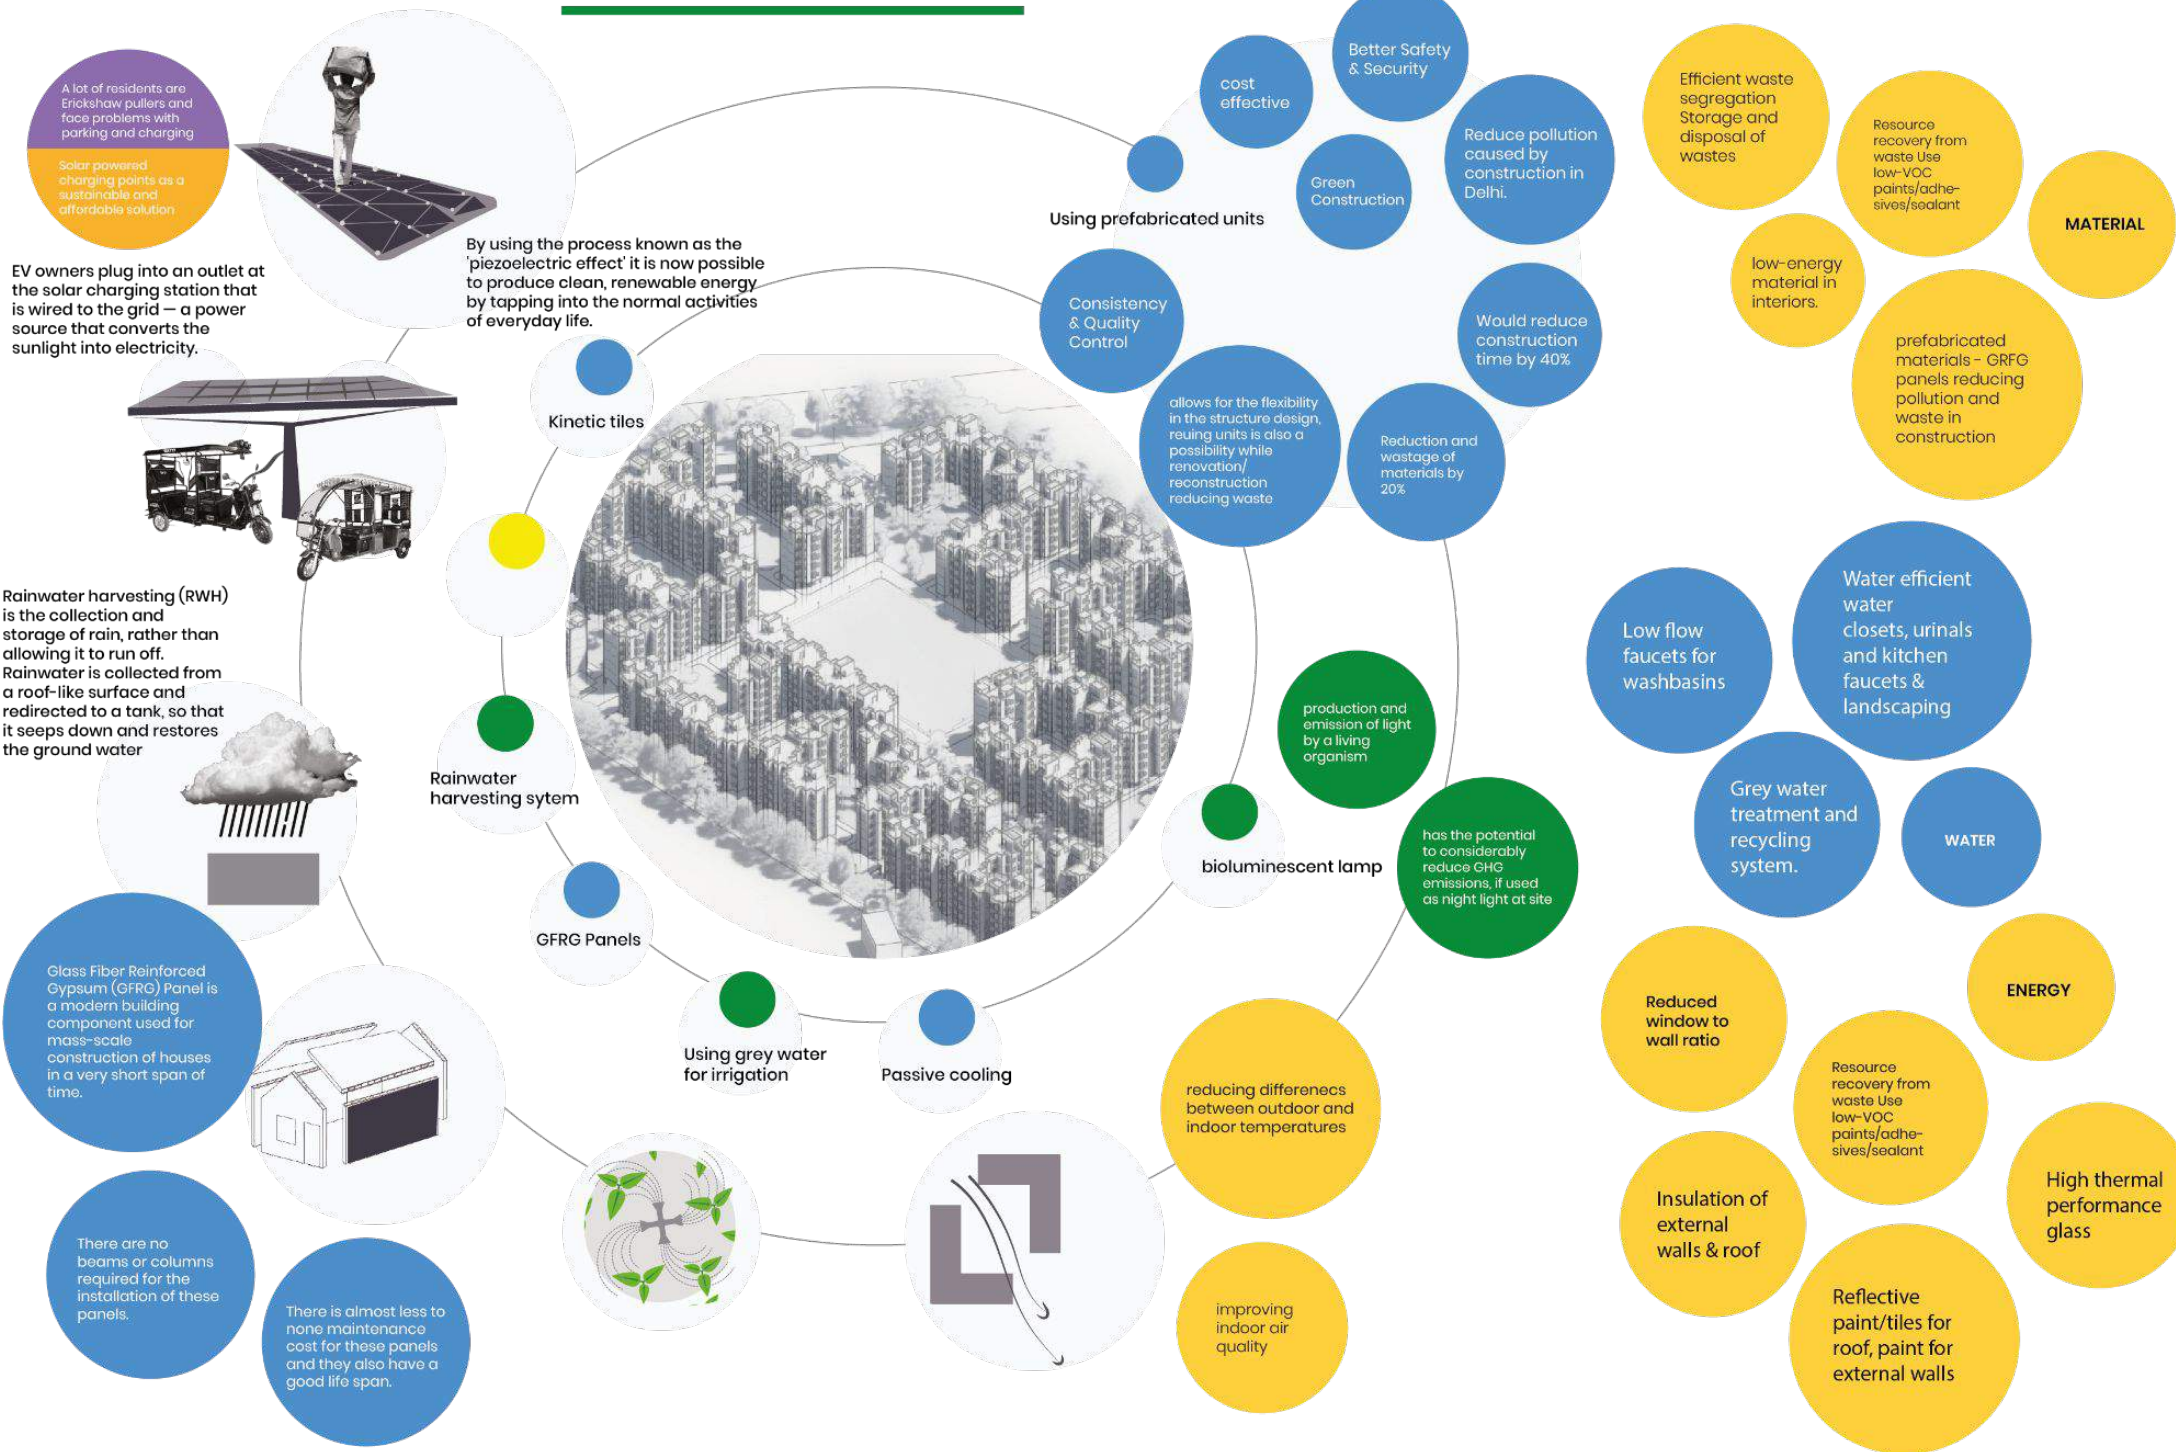 A lot of residents are
Erickshaw pullers and
face problems with
parking and charging
Solar powered
charging points as a
sustainable and
affordable solution
EV owners plug into an outlet at
the solar charging station that
is wired to the grid — a power
source that converts the
sunlight into electricity.
By using the process known as the
'piezoelectric effect' it is now possible
to produce clean, renewable energy
by tapping into the normal activities
of everyday life.
Kinetic tiles
Rainwater harvesting (RWH)
is the collection and
storage of rain, rather than
allowing it to run off.
Rainwater is collected from
a roof-like surface and
redirected to a tank, so that
it seeps down and restores
the ground water
Rainwater
harvesting sytem
GFRG Panels
Glass Fiber Reinforced
Gypsum (GFRG) Panel is
a modern building
component used for
mass-scale
construction of houses
in a very short span of
time.
There are no
beams or columns
required for the
installation of these
panels.
There is almost less to
none maintenance
cost for these panels
and they also have a
good life span.
Using grey water
for irrigation
Passive cooling
reducing differenecs
between outdoor and
indoor temperatures
improving
indoor air
quality
bioluminescent lamp
production and
emission of light
by a living
organism
has the potential
to considerably
reduce GHG
emissions, if used
as night light at site
Using prefabricated units
cost
effective
Better Safety
& Security
Green
Construction
Reduce pollution
caused by
construction in
Delhi.
Consistency
& Quality
Control
Would reduce
construction
time by 40%
allows for the flexibility
in the structure design,
reuing units is also a
possibility while
renovation/
reconstruction
reducing waste
Reduction and
wastage of
materials by
20%
Efficient waste
segregation
Storage and
disposal of
wastes
Resource
recovery from
waste Use
low-VOC
paints/adhe-
sives/sealant
MATERIAL
low-energy
material in
interiors.
prefabricated
materials - GRFG
panels reducing
pollution and
waste in
construction
Low flow
faucets for
washbasins
Water efficient
water
closets, urinals
and kitchen
faucets &
landscaping
Grey water
treatment and
recycling
system.
WATER
ENERGY
Reduced
window to
wall ratio
Resource
recovery from
waste Use
low-VOC
paints/adhe-
sives/sealant
Insulation of
external
walls & roof
High thermal
performance
glass
Reflective
paint/tiles for
roof, paint for
external walls